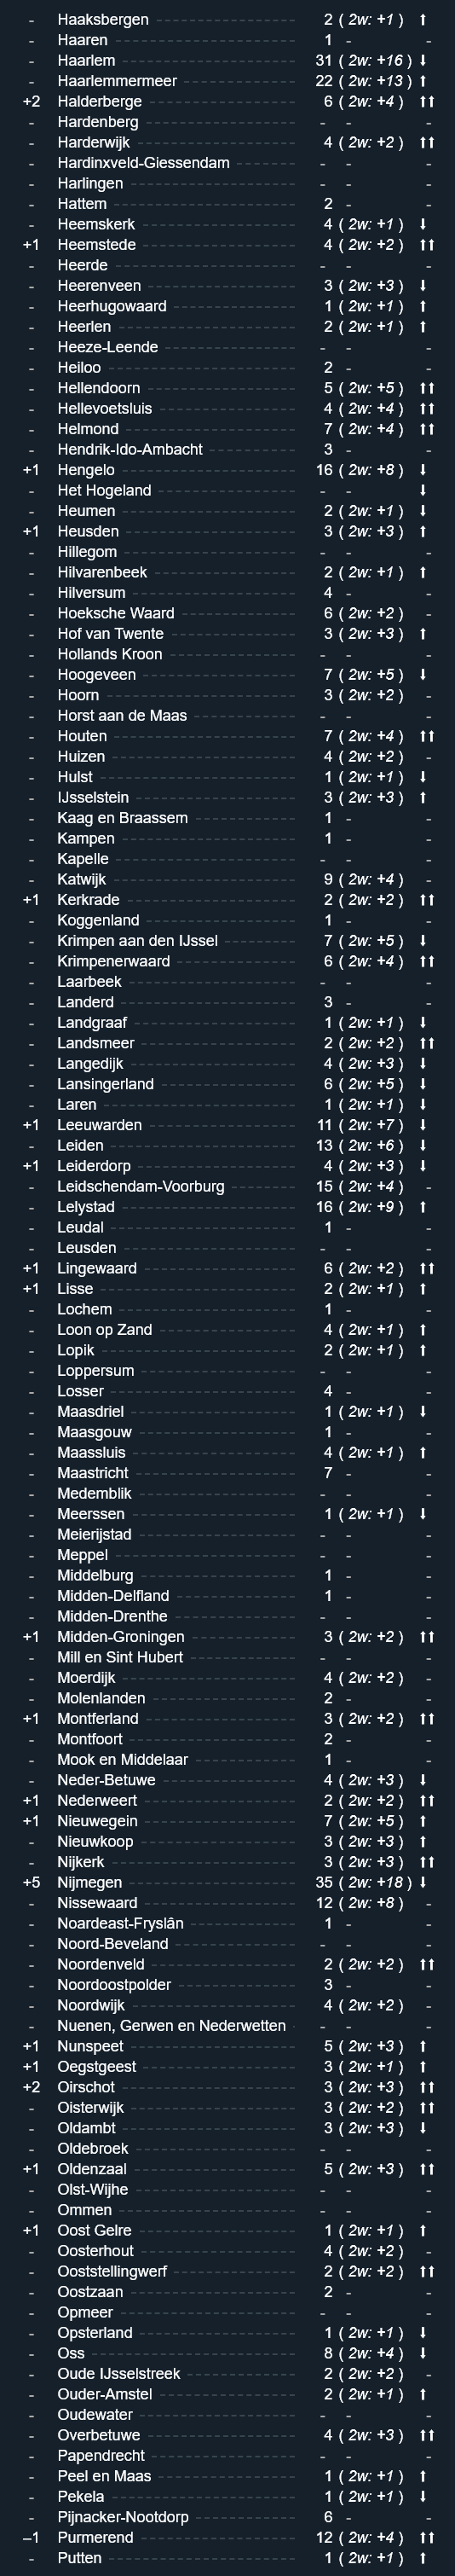 - Haaksbergen 2 ( 2w: +1 ) ⬆
- Haaren 1 - -
- Haarlem 31 ( 2w: +16 ) ⬇
- Haarlemmermeer 22 ( 2w: +13 ) ⬆
+2 Halderberge 6 ( 2w: +4 ) ⬆⬆
- Hardenberg - - -
- Harderwijk 4 ( 2w: +2 ) ⬆⬆
- Hardinxveld-Giessendam - - -
- Harlingen - - -
- Hattem 2 - -
- Heemskerk 4 ( 2w: +1 ) ⬇
+1 Heemstede 4 ( 2w: +2 ) ⬆⬆
- Heerde - - -
- Heerenveen 3 ( 2w: +3 ) ⬇
- Heerhugowaard 1 ( 2w: +1 ) ⬆
- Heerlen 2 ( 2w: +1 ) ⬆
- Heeze-Leende - - -
- Heiloo 2 - -
- Hellendoorn 5 ( 2w: +5 ) ⬆⬆
- Hellevoetsluis 4 ( 2w: +4 ) ⬆⬆
- Helmond 7 ( 2w: +4 ) ⬆⬆
- Hendrik-Ido-Ambacht 3 - -
+1 Hengelo 16 ( 2w: +8 ) ⬇
- Het Hogeland - - ⬇
- Heumen 2 ( 2w: +1 ) ⬇
+1 Heusden 3 ( 2w: +3 ) ⬆
- Hillegom - - -
- Hilvarenbeek 2 ( 2w: +1 ) ⬆
- Hilversum 4 - -
- Hoeksche Waard 6 ( 2w: +2 ) -
- Hof van Twente 3 ( 2w: +3 ) ⬆
- Hollands Kroon - - -
- Hoogeveen 7 ( 2w: +5 ) ⬇
- Hoorn 3 ( 2w: +2 ) -
- Horst aan de Maas - - -
- Houten 7 ( 2w: +4 ) ⬆⬆
- Huizen 4 ( 2w: +2 ) -
- Hulst 1 ( 2w: +1 ) ⬇
- IJsselstein 3 ( 2w: +3 ) ⬆
- Kaag en Braassem 1 - -
- Kampen 1 - -
- Kapelle - - -
- Katwijk 9 ( 2w: +4 ) -
+1 Kerkrade 2 ( 2w: +2 ) ⬆⬆
- Koggenland 1 - -
- Krimpen aan den IJssel 7 ( 2w: +5 ) ⬇
- Krimpenerwaard 6 ( 2w: +4 ) ⬆⬆
- Laarbeek - - -
- Landerd 3 - -
- Landgraaf 1 ( 2w: +1 ) ⬇
- Landsmeer 2 ( 2w: +2 ) ⬆⬆
- Langedijk 4 ( 2w: +3 ) ⬇
- Lansingerland 6 ( 2w: +5 ) ⬇
- Laren 1 ( 2w: +1 ) ⬇
+1 Leeuwarden 11 ( 2w: +7 ) ⬇
- Leiden 13 ( 2w: +6 ) ⬇
+1 Leiderdorp 4 ( 2w: +3 ) ⬇
- Leidschendam-Voorburg 15 ( 2w: +4 ) -
- Lelystad 16 ( 2w: +9 ) ⬆
- Leudal 1 - -
- Leusden - - -
+1 Lingewaard 6 ( 2w: +2 ) ⬆⬆
+1 Lisse 2 ( 2w: +1 ) ⬆
- Lochem 1 - -
- Loon op Zand 4 ( 2w: +1 ) ⬆
- Lopik 2 ( 2w: +1 ) ⬆
- Loppersum - - -
- Losser 4 - -
- Maasdriel 1 ( 2w: +1 ) ⬇
- Maasgouw 1 - -
- Maassluis 4 ( 2w: +1 ) ⬆
- Maastricht 7 - -
- Medemblik - - -
- Meerssen 1 ( 2w: +1 ) ⬇
- Meierijstad - - -
- Meppel - - -
- Middelburg 1 - -
- Midden-Delfland 1 - -
- Midden-Drenthe - - -
+1 Midden-Groningen 3 ( 2w: +2 ) ⬆⬆
- Mill en Sint Hubert - - -
- Moerdijk 4 ( 2w: +2 ) -
- Molenlanden 2 - -
+1 Montferland 3 ( 2w: +2 ) ⬆⬆
- Montfoort 2 - -
- Mook en Middelaar 1 - -
- Neder-Betuwe 4 ( 2w: +3 ) ⬇
+1 Nederweert 2 ( 2w: +2 ) ⬆⬆
+1 Nieuwegein 7 ( 2w: +5 ) ⬆
- Nieuwkoop 3 ( 2w: +3 ) ⬆
- Nijkerk 3 ( 2w: +3 ) ⬆⬆
+5 Nijmegen 35 ( 2w: +18 ) ⬇
- Nissewaard 12 ( 2w: +8 ) -
- Noardeast-Fryslân 1 - -
- Noord-Beveland - - -
- Noordenveld 2 ( 2w: +2 ) ⬆⬆
- Noordoostpolder 3 - -
- Noordwijk 4 ( 2w: +2 ) -
- Nuenen, Gerwen en Nederwetten - - -
+1 Nunspeet 5 ( 2w: +3 ) ⬆
+1 Oegstgeest 3 ( 2w: +1 ) ⬆
+2 Oirschot 3 ( 2w: +3 ) ⬆⬆
- Oisterwijk 3 ( 2w: +2 ) ⬆⬆
- Oldambt 3 ( 2w: +3 ) ⬇
- Oldebroek - - -
+1 Oldenzaal 5 ( 2w: +3 ) ⬆⬆
- Olst-Wijhe - - -
- Ommen - - -
+1 Oost Gelre 1 ( 2w: +1 ) ⬆
- Oosterhout 4 ( 2w: +2 ) -
- Ooststellingwerf 2 ( 2w: +2 ) ⬆⬆
- Oostzaan 2 - -
- Opmeer - - -
- Opsterland 1 ( 2w: +1 ) ⬇
- Oss 8 ( 2w: +4 ) ⬇
- Oude IJsselstreek 2 ( 2w: +2 ) -
- Ouder-Amstel 2 ( 2w: +1 ) ⬆
- Oudewater - - -
- Overbetuwe 4 ( 2w: +3 ) ⬆⬆
- Papendrecht - - -
- Peel en Maas 1 ( 2w: +1 ) ⬆
- Pekela 1 ( 2w: +1 ) ⬇
- Pijnacker-Nootdorp 6 - -
–1 Purmerend 12 ( 2w: +4 ) ⬆⬆
- Putten 1 ( 2w: +1 ) ⬆